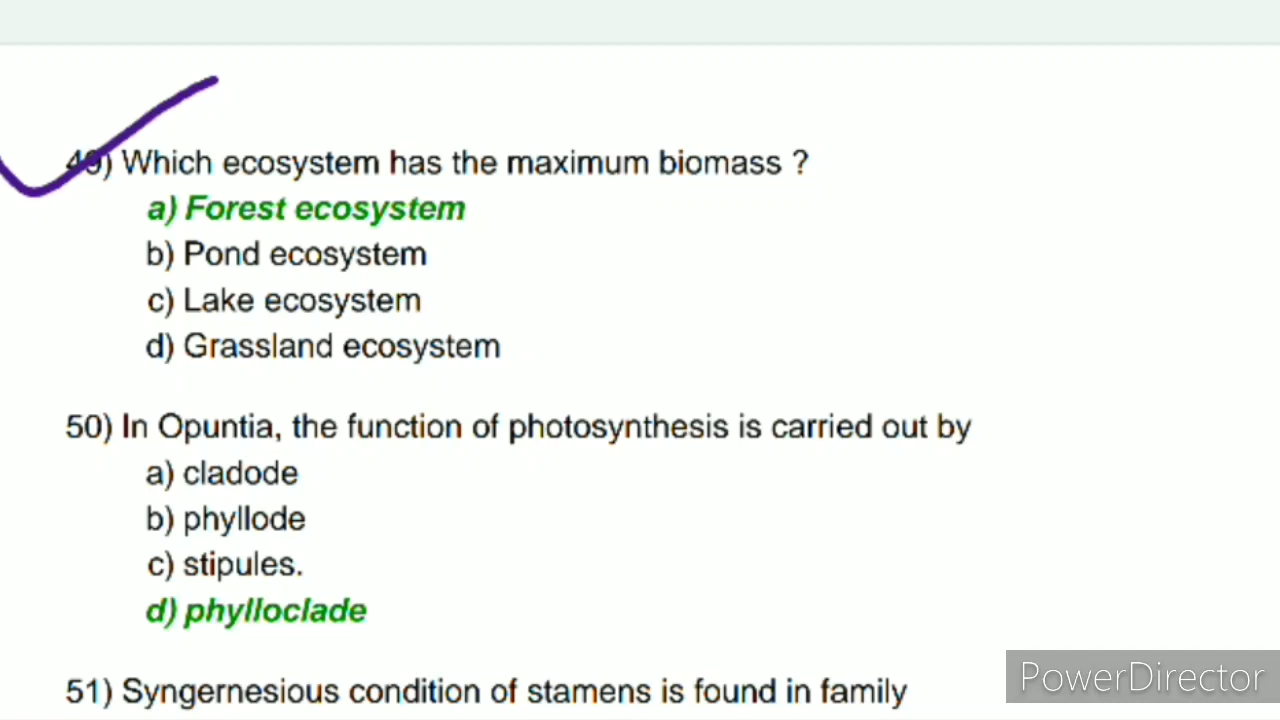 49) Which ecosystem has the maximum biomass ?
a) Forest ecosystem
b) Pond ecosystem
c) Lake ecosystem
d) Grassland ecosystem
50) In Opuntia, the function of photosynthesis is carried out by
a) cladode
b) phyllode
c) stipules.
d) phylloclade
51) Syngernesious condition of stamens is found in family
PowerDirector